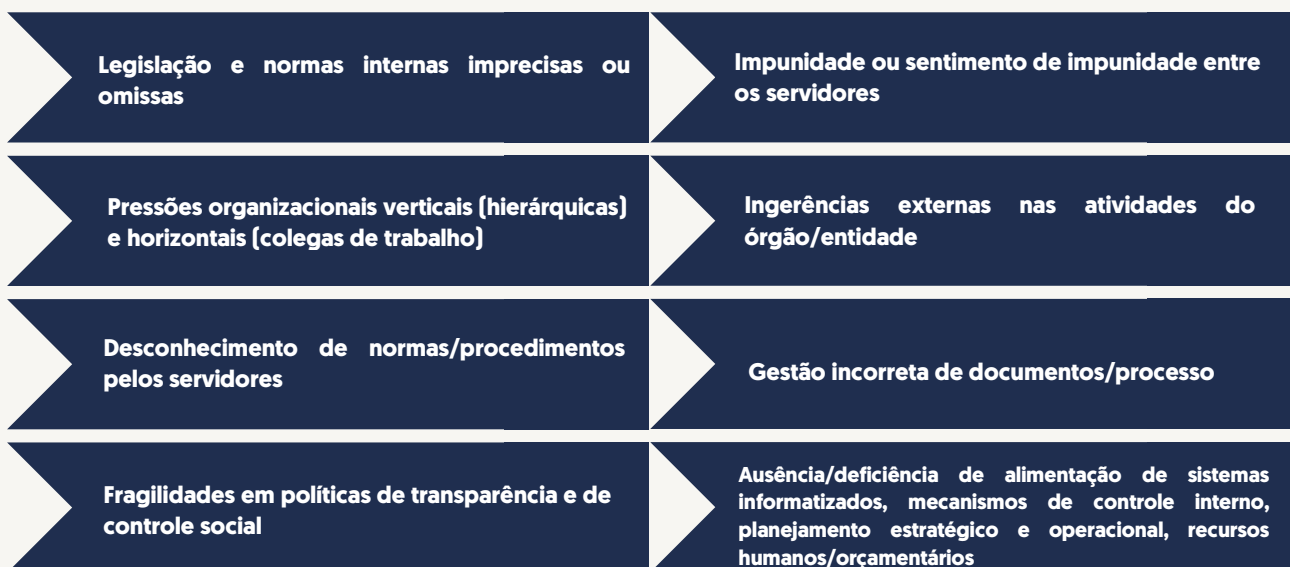 Legislação e normas internas imprecisas ou
omissas
Impunidade ou sentimento de impunidade entre
os servidores
Pressões organizacionais verticais (hierárquicas)
e horizontais (colegas de trabalho)
Ingerências externas nas atividades do
órgão/entidade
Desconhecimento de normas/procedimentos
pelos servidores
Gestão incorreta de documentos/processo
Fragilidades em políticas de transparência e de
controle social
Ausência/deficiência de alimentação de sistemas
informatizados, mecanismos de controle interno,
planejamento estratégico e operacional, recursos
humanos/orçamentários